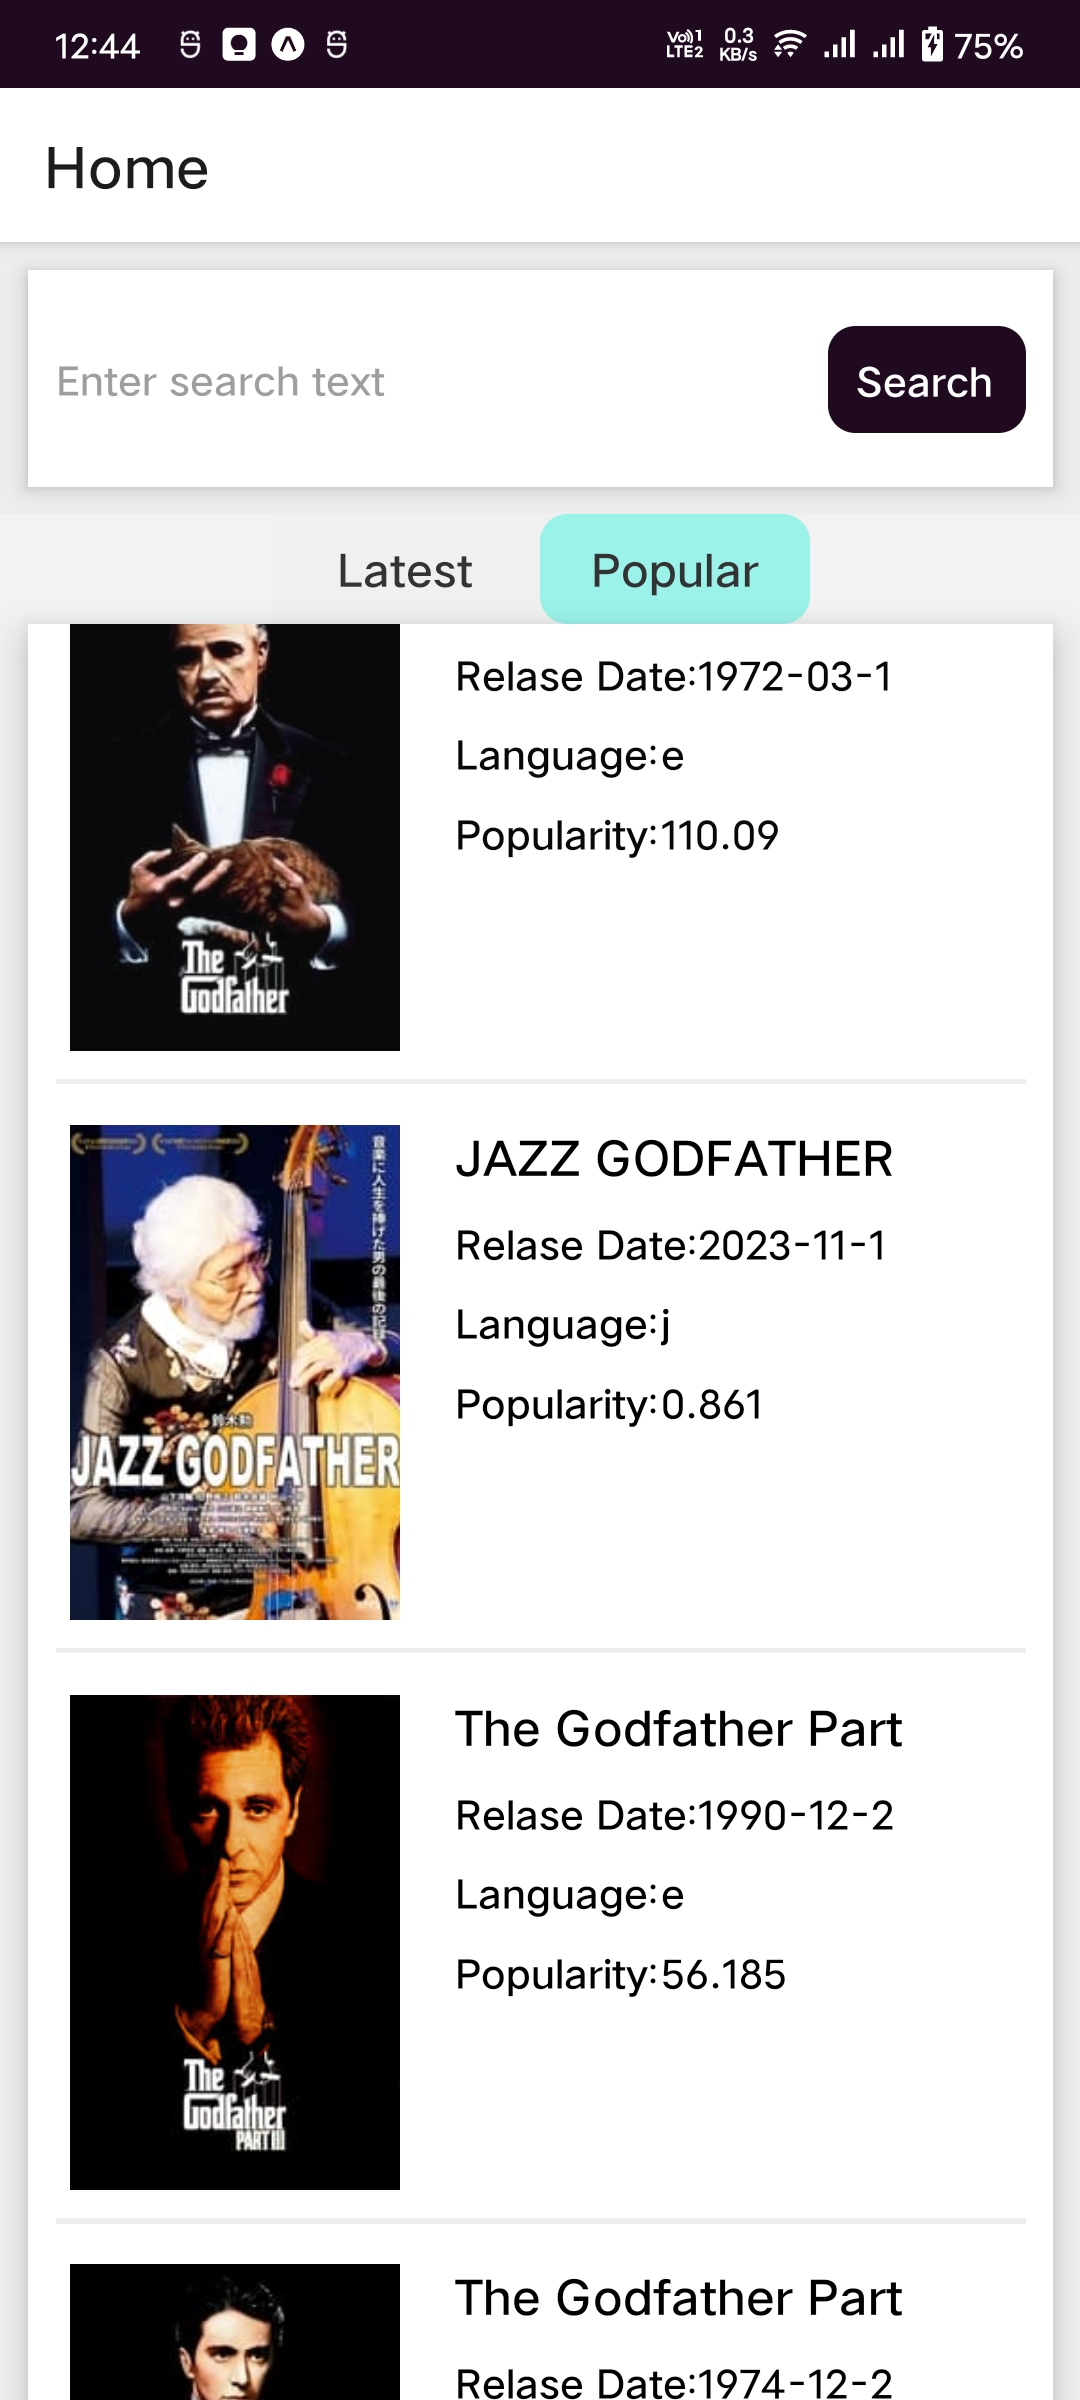 12:44
Vo)) 1
LTE2
0.3
KB/s
75%
Home
Enter search text
Search
Latest
Popular
Relase Date:1972-03-1
Language:e
Popularity:110.09
The
Godfather
JAZZ GODFATHER
Relase Date:2023-11-1
Language:j
Popularity:0.861
音楽に人生を捧げた男の最後の記録
鈴木勲
JAZZ GODFATHER
The Godfather Part
Relase Date:1990-12-2
Language:e
Popularity:56.185
The
Godfather
PART III
The Godfather Part
Relase Date:1974-12-2